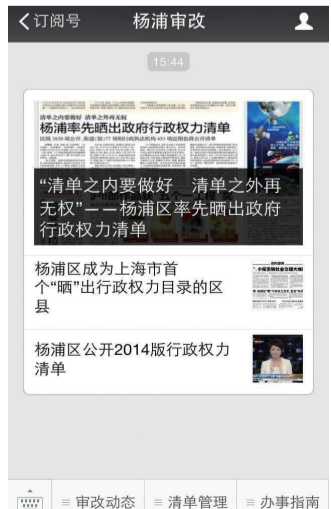 订阅号
杨浦审改
15:44
清单之内要做好 清单之外再无权
杨浦率先晒出政府行政权力清单
“清单之内要做好 清单之外再
无权”——杨浦区率先晒出政府
行政权力清单
杨浦区成为上海市首
个“晒”出行政权力目录的区
县
杨浦区公开2014版行政权力
清单
审改动态
清单管理
办事指南